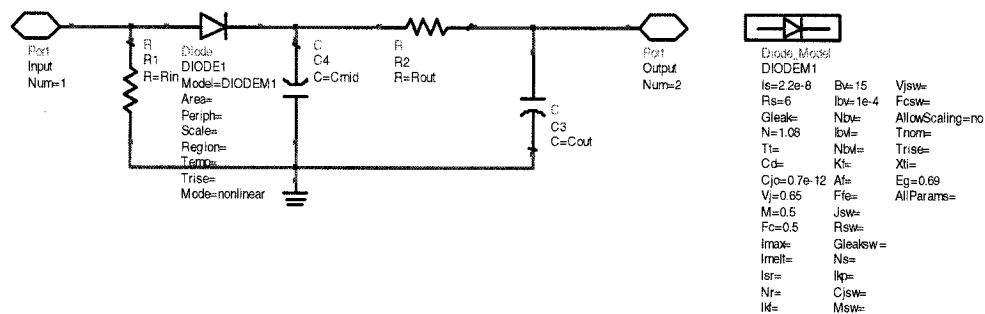 Port
Input
Num=1
R
R1
R=Rin
Diode
DIODE1
Model=DIODEM1
Area=
Periph=
Scale=
Region=
Temp=
Trise=
Mode=nonlinear
C
C4
C=Cmid
R
R2
R=Rout
C
C3
C=Cout
Port
Output
Num=2
Diode_Model
DIODEM1
Is=2.2e-8 Bv=15 Vjsw=
Rs=6 Ibv=1e-4 Fcsw=
Gleak= Nbv= AllowScaling=no
N=1.08 Ibvl= Tnom=
Tt= Nbvl= Trise=
Cd= Kf= Xti=
Cjo=0.7e-12 Af= Eg=0.69
Vj=0.65 Ffe= AllParams=
M=0.5 Jsw=
Fc=0.5 Rsw=
Imax= Gleaksw=
Imelt= Ns=
Isr= Ikp=
Nr= Cjsw=
Ikf= Msw=